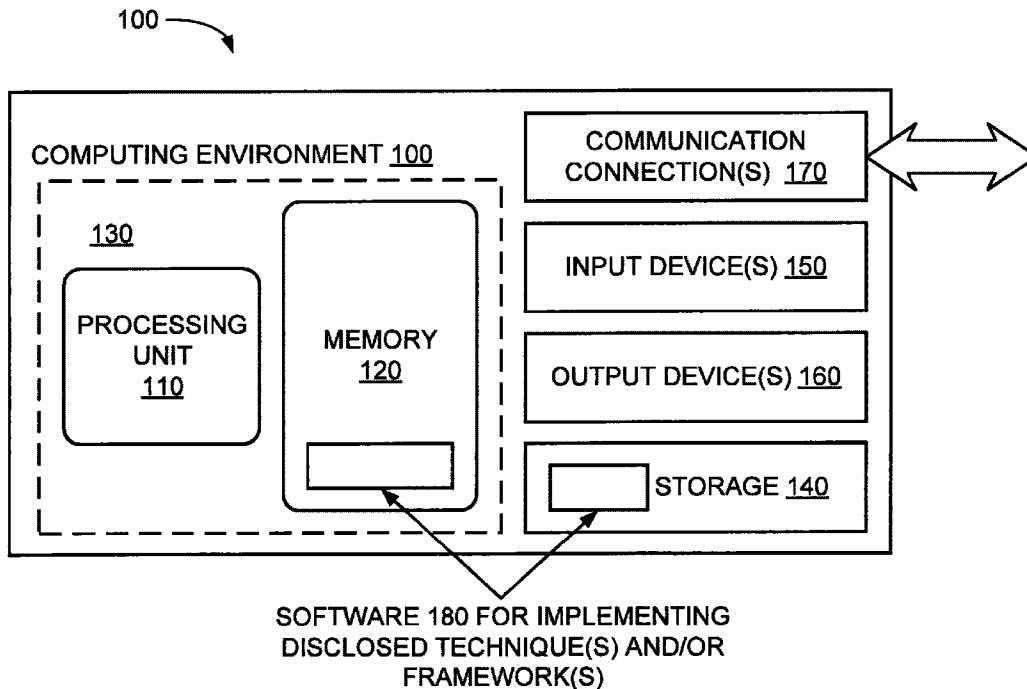 100
COMPUTING ENVIRONMENT 100
130
PROCESSING
UNIT
110
MEMORY
120
COMMUNICATION
CONNECTION(S) 170
INPUT DEVICE(S) 150
OUTPUT DEVICE(S) 160
STORAGE 140
SOFTWARE 180 FOR IMPLEMENTING
DISCLOSED TECHNIQUE(S) AND/OR
FRAMEWORK(S)